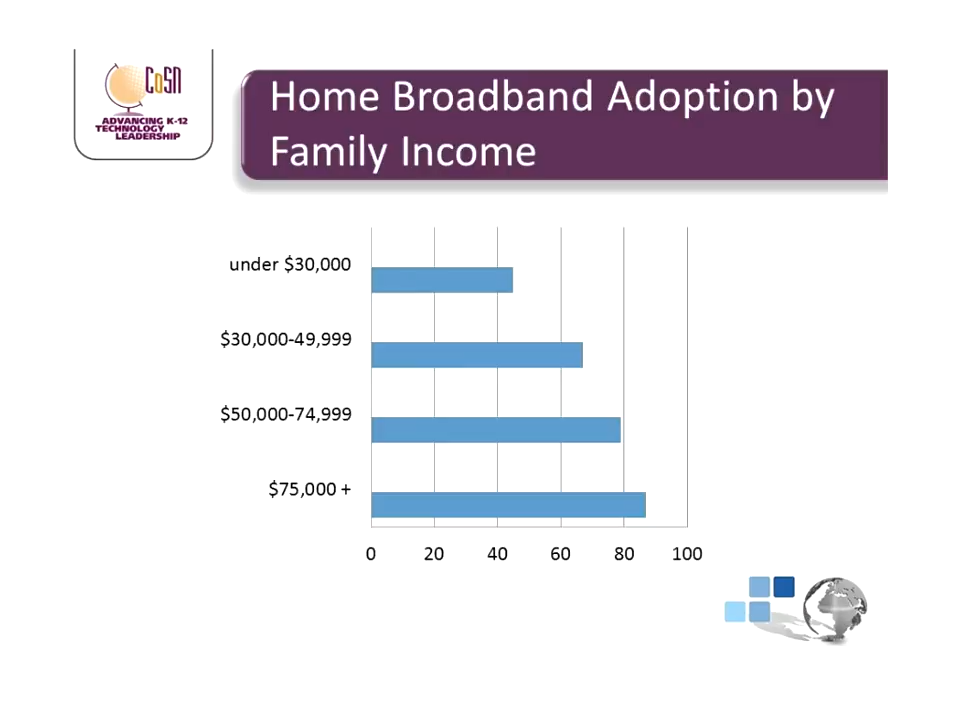 CoSN
ADVANCING K-12
TECHNOLOGY
LEADERSHIP
Home Broadband Adoption by
Family Income
under $30,000
$30,000-49,999
$50,000-74,999
$75,000 +
0 20 40 60 80 100